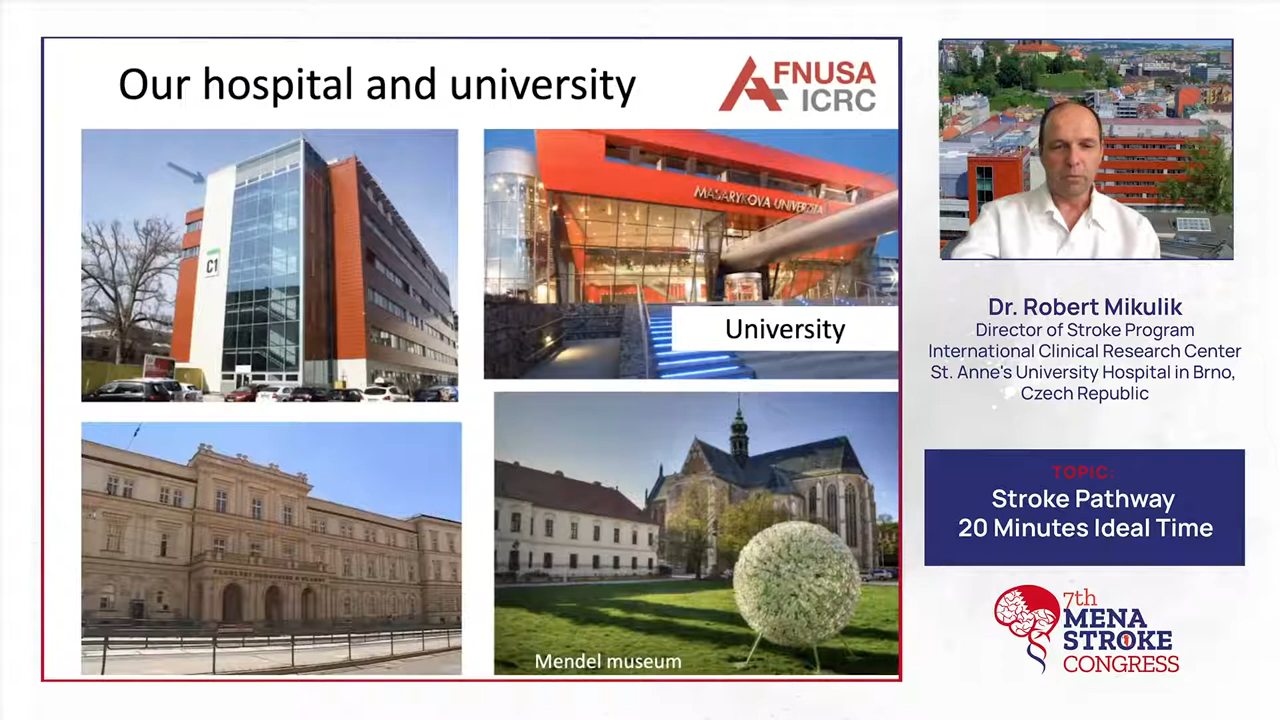 Our hospital and university
FNUSA
ICRC
C1
MASARYKOVA UNIVERZITA
University
Mendel museum
Dr. Robert Mikulik
Director of Stroke Program
International Clinical Research Center
St. Anne's University Hospital in Brno,
Czech Republic
TOPIC:
Stroke Pathway
20 Minutes Ideal Time
7th
MENA
STROKE
CONGRESS